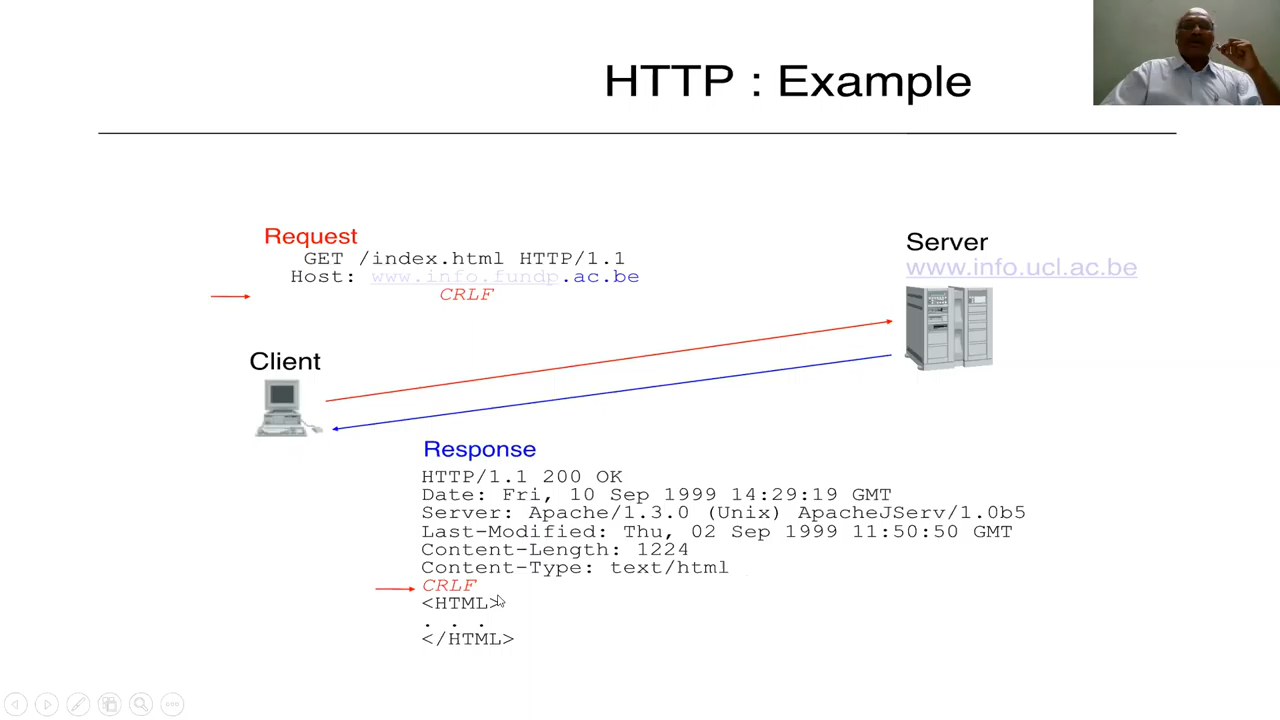 HTTP : Example
Request
GET /index.html HTTP/1.1
Host: www.info.fundp.ac.be
CRLF
Server
www.info.ucl.ac.be
Client
Response
HTTP/1.1 200 OK
Date: Fri, 10 Sep 1999 14:29:19 GMT
Server: Apache/1.3.0 (Unix) ApacheJServ/1.0b5
Last-Modified: Thu, 02 Sep 1999 11:50:50 GMT
Content-Length: 1224
Content-Type: text/html
CRLF
<HTML>
. . .
</HTML>